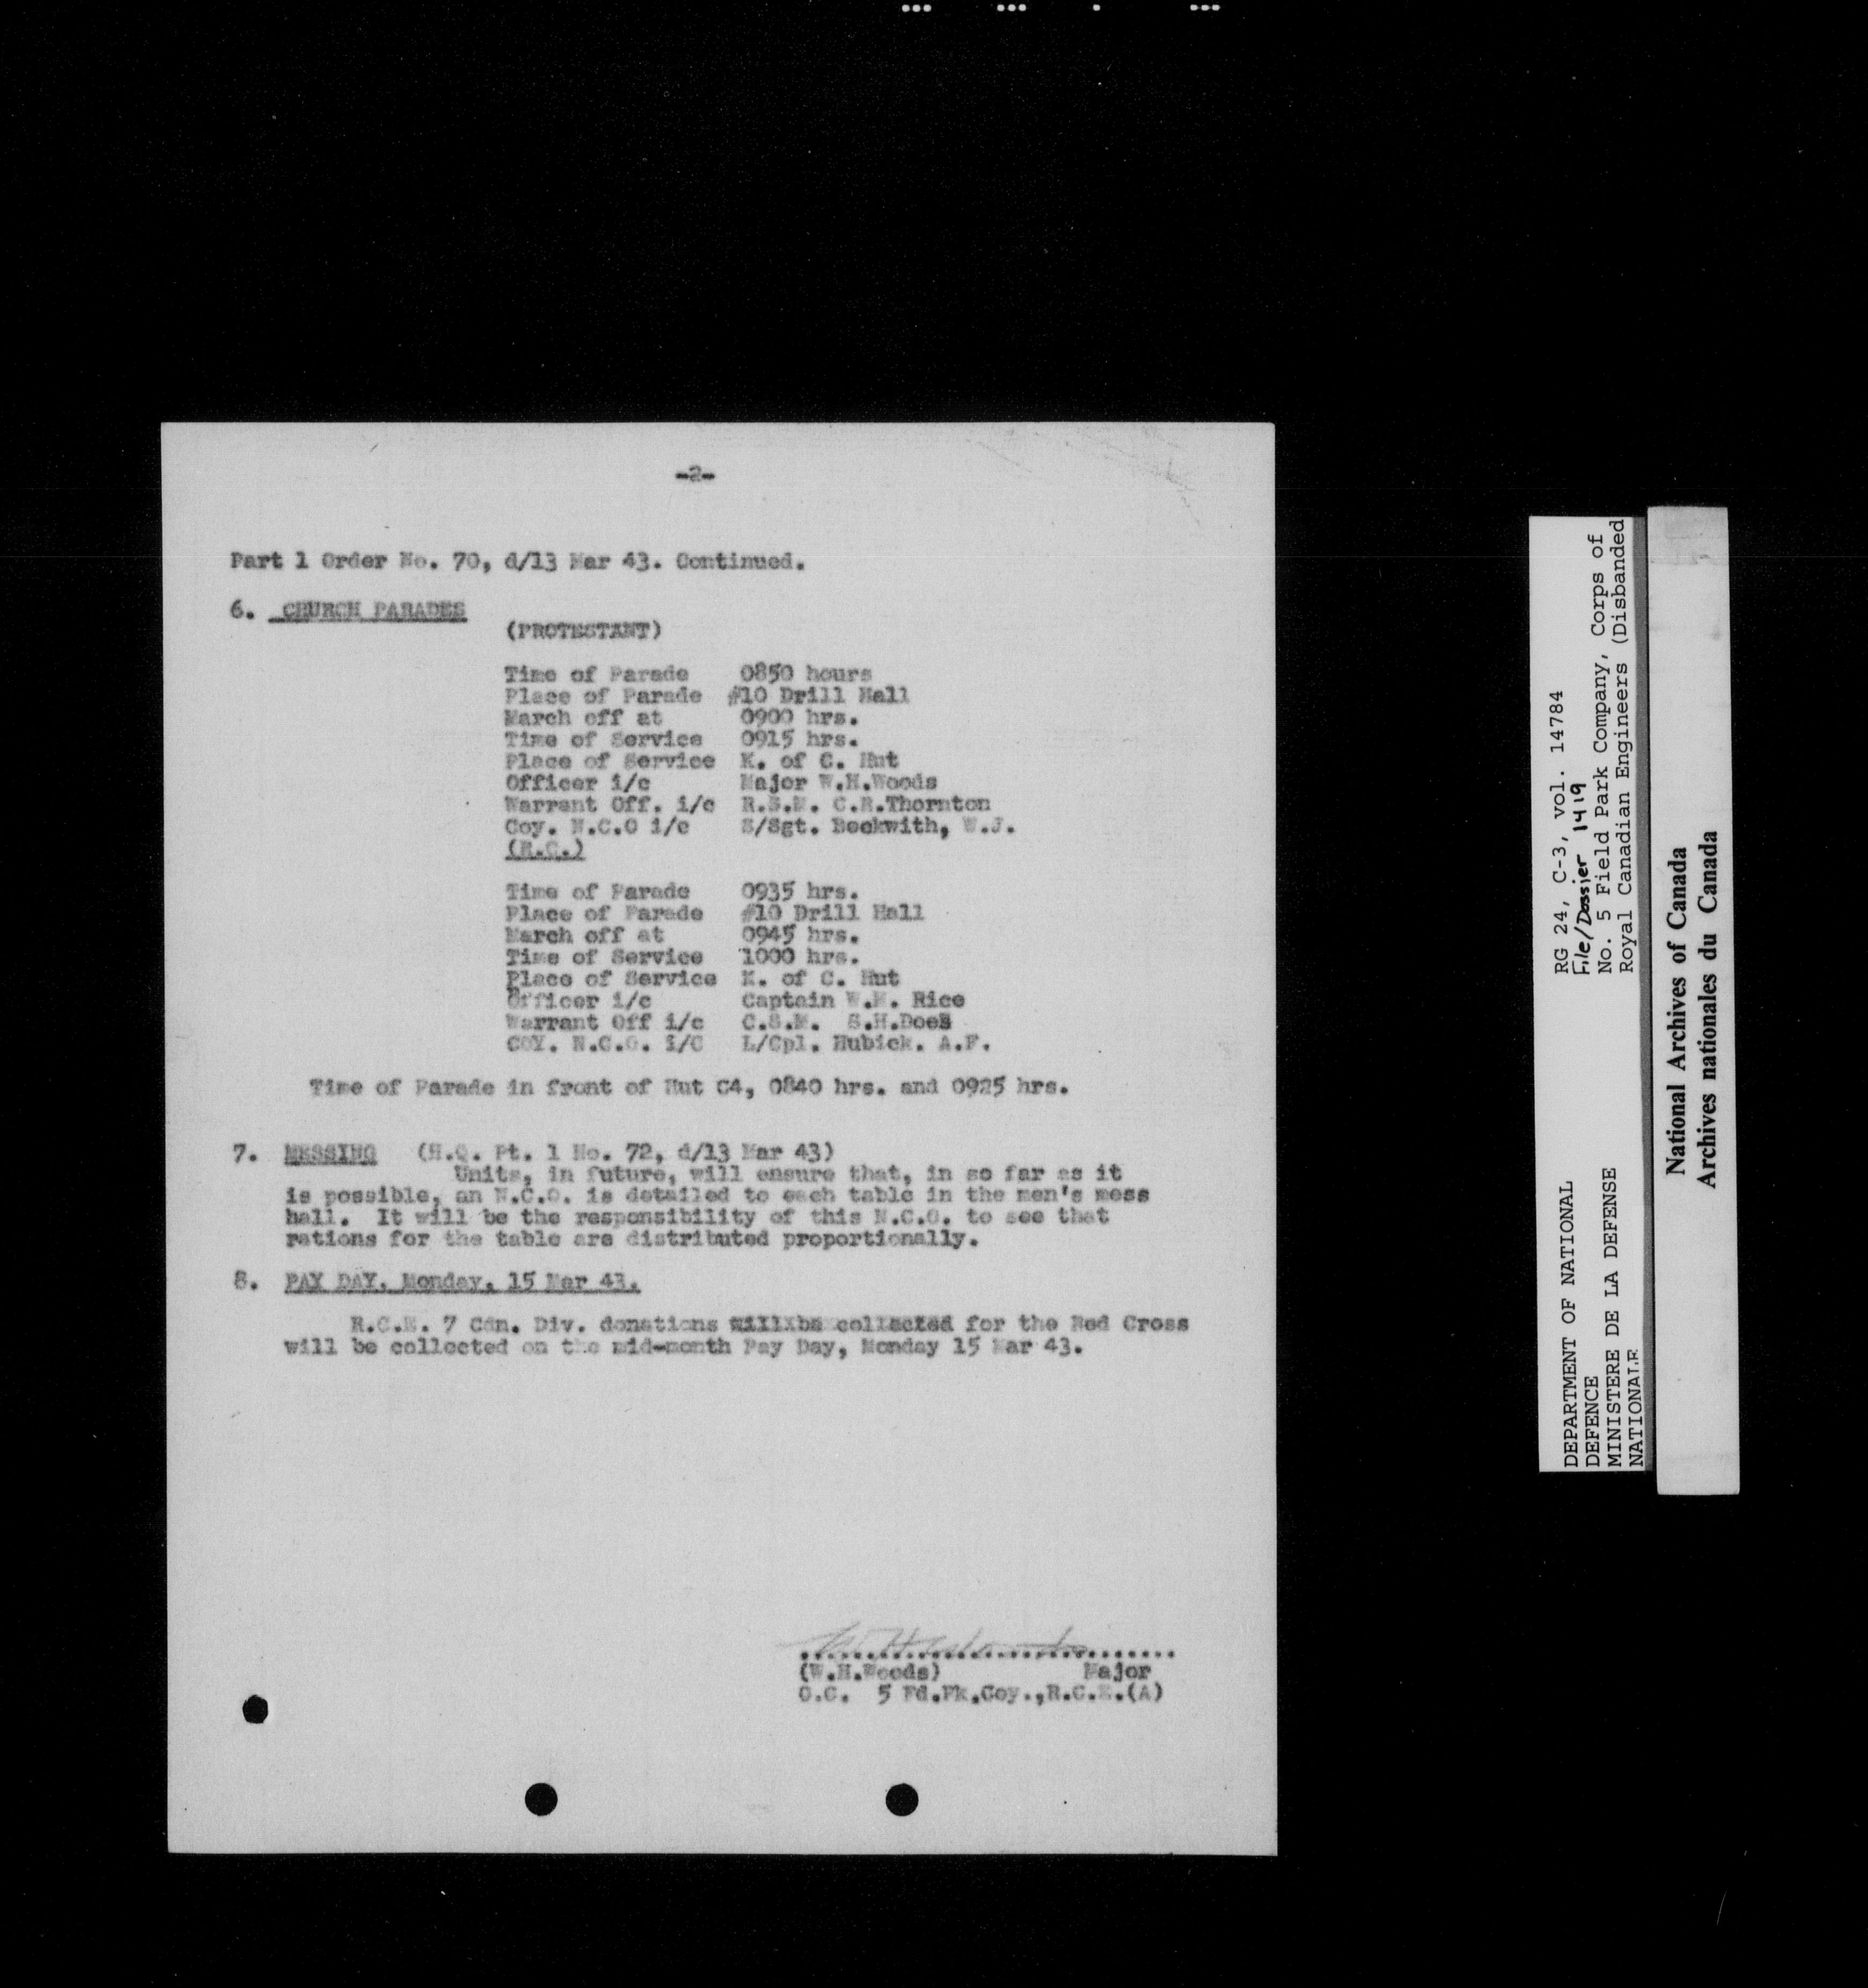 -2-
Part 1 Order No. 70, d/13 Mar 43. Continued.
6. CHURCH PARADES
(PROTESTANT)
Time of Parade 0850 hours
Place of Parade #10 Drill Hall
March off at 0900 hrs.
Time of Service 0915 hrs.
Place of Service K. of C. Hut
Officer i/c Major W.H.Woods
Warrant Off. i/c R.S.M. C.R.Thornton
Coy. N.C.O i/c S/Sgt. Beckwith, W.J.
(R.C.)
Time of Parade 0935 hrs.
Place of Parade #10 Drill Hall
March off at 0945 hrs.
Time of Service 1000 hrs.
Place of Service K. of C. Hut
Officer i/c Captain W.M. Rice
Warrant Off i/c C.S.M. S.H.Does
COY. N.C.O. i/C L/Cpl. Hubick. A.F.
Time of Parade in front of Hut C4, 0840 hrs. and 0925 hrs.
7. MESSING (H.Q. Pt. 1 No. 72, d/13 Mar 43)
Units, in future, will ensure that, in so far as it
is possible, an N.C.O. is detailed to each table in the men's mess
hall. It will be the responsibility of this N.C.O. to see that
rations for the table are distributed proportionally.
8. PAY DAY, Monday, 15 Mar 43.
R.C.E. 7 Cdn. Div. donations will be collected for the Red Cross
will be collected on the mid-month Pay Day, Monday 15 Mar 43.
(W.H.Woods) Major
O.C. 5 Fd.Pk.Coy.,R.C.E.(A)
DEPARTMENT OF NATIONAL
DEFENCE
MINISTERE DE LA DEFENSE
NATIONALE
RG 24, C-3, vol. 14784
File/Dossier 1419
No. 5 Field Park Company, Corps of
Royal Canadian Engineers (Disbanded
National Archives of Canada
Archives nationales du Canada